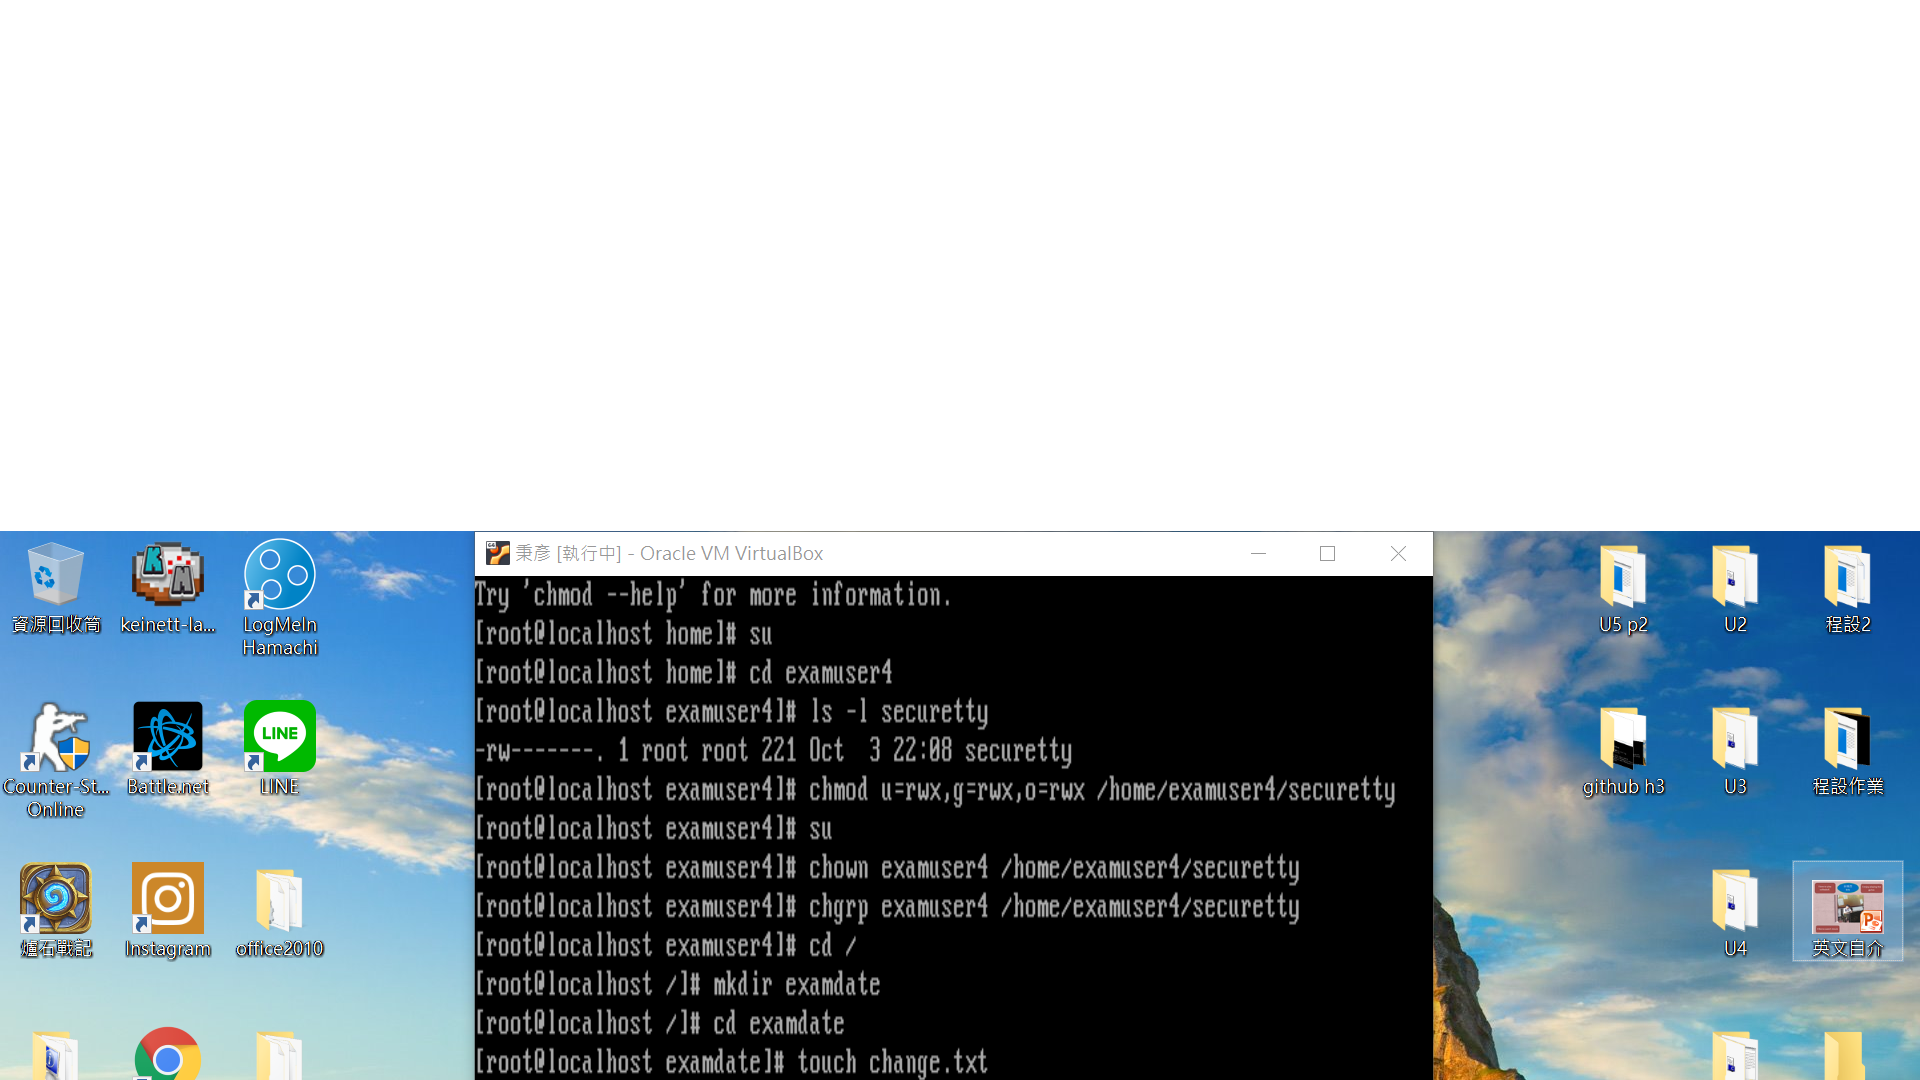 資源回收筒
keinett-la...
LogMeIn
Hamachi
Counter-St...
Online
Battle.net
LINE
LINE
爐石戰記
Instagram
office2010
秉彥 [執行中] - Oracle VM VirtualBox
Try 'chmod --help' for more information.
[root@localhost home]# su
[root@localhost home]# cd examuser4
[root@localhost examuser4]# ls -l securetty
-rw-------. 1 root root 221 Oct  3 22:08 securetty
[root@localhost examuser4]# chmod u=rwx,g=rwx,o=rwx /home/examuser4/securetty
[root@localhost examuser4]# su
[root@localhost examuser4]# chown examuser4 /home/examuser4/securetty
[root@localhost examuser4]# chgrp examuser4 /home/examuser4/securetty
[root@localhost examuser4]# cd /
[root@localhost /]# mkdir examdate
[root@localhost /]# cd examdate
[root@localhost examdate]# touch change.txt
U5 p2
U2
程設2
github h3
U3
程設作業
U4
英文自介